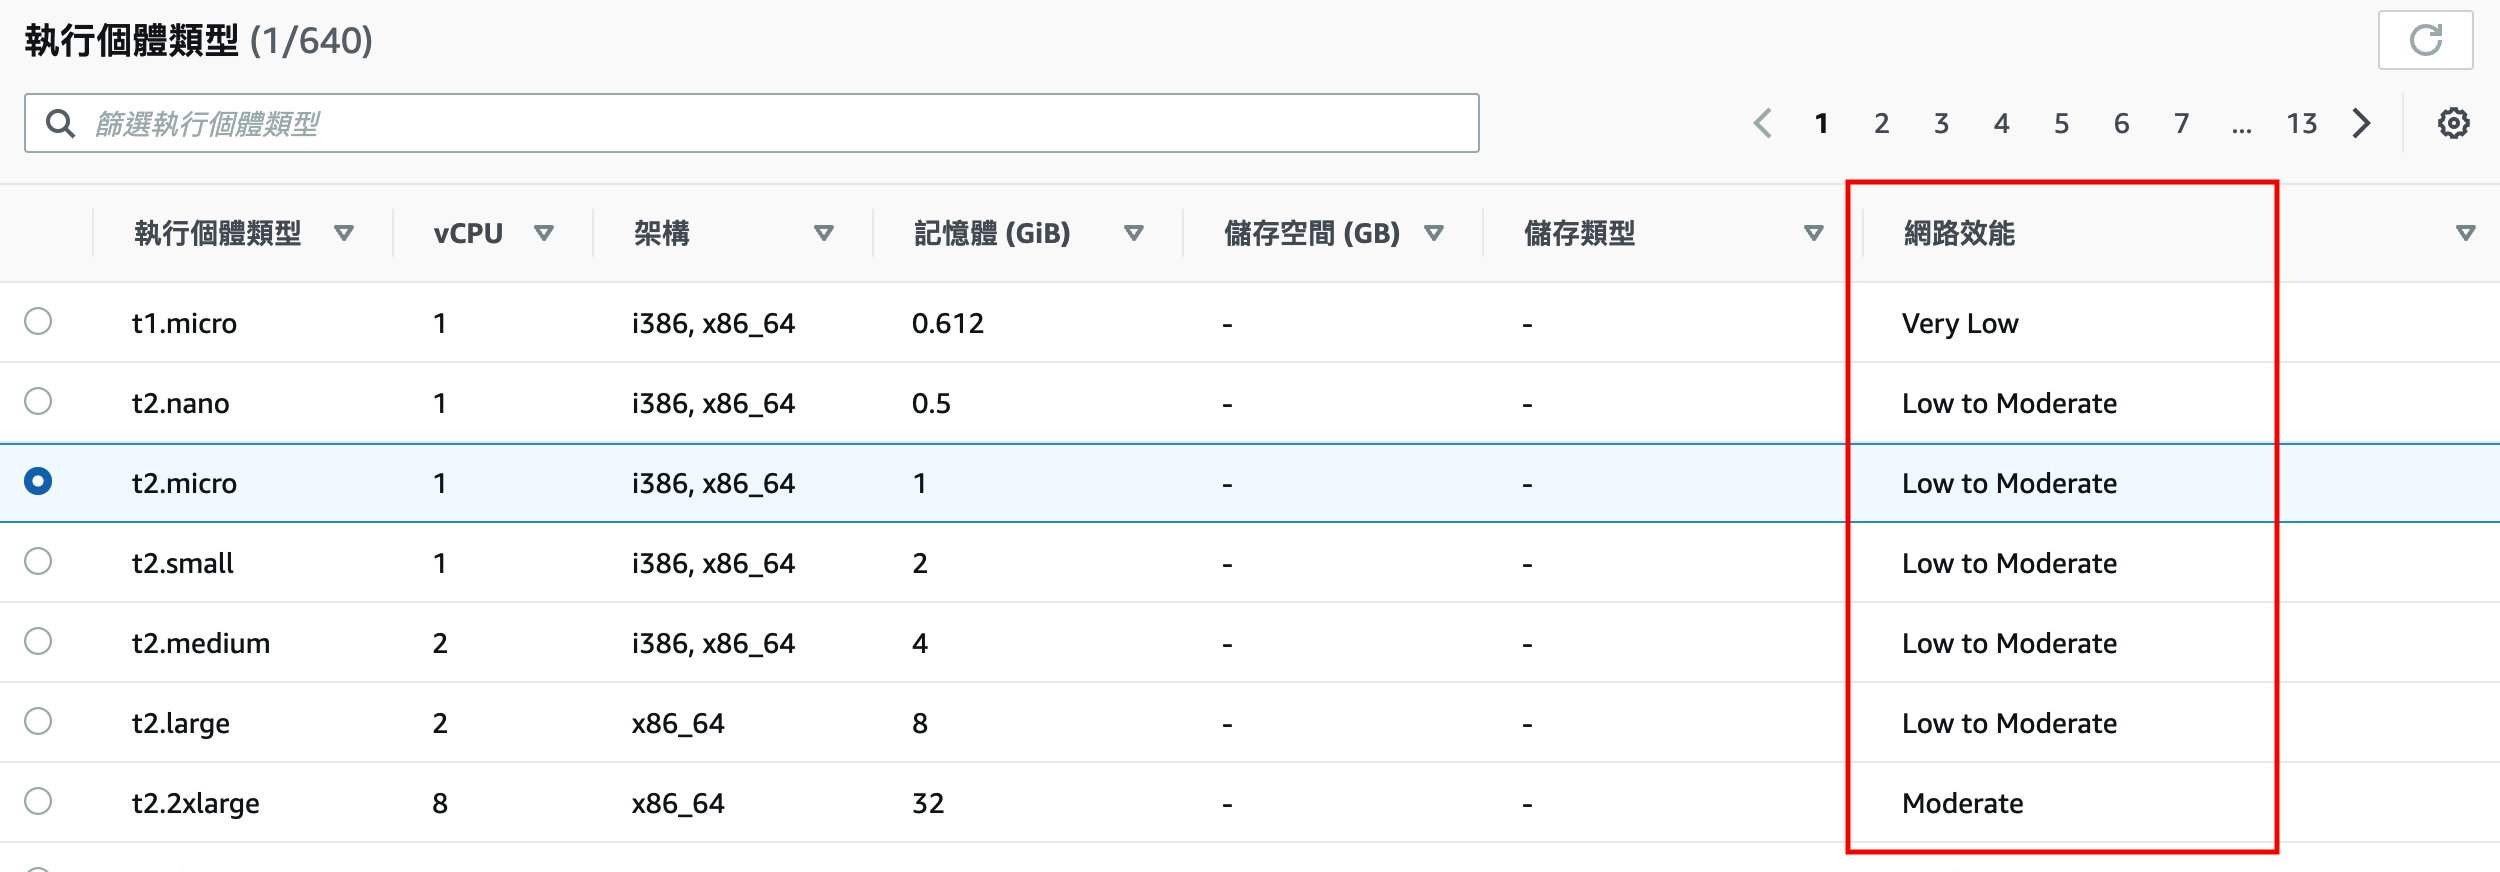 執行個體類型 (1/640)
篩選執行個體類型
1 2 3 4 5 6 7 ... 13
執行個體類型 vCPU 架構 記憶體 (GiB) 儲存空間 (GB) 儲存類型 網路效能
t1.micro 1 i386, x86_64 0.612 - - Very Low
t2.nano 1 i386, x86_64 0.5 - - Low to Moderate
t2.micro 1 i386, x86_64 1 - - Low to Moderate
t2.small 1 i386, x86_64 2 - - Low to Moderate
t2.medium 2 i386, x86_64 4 - - Low to Moderate
t2.large 2 x86_64 8 - - Low to Moderate
t2.2xlarge 8 x86_64 32 - - Moderate